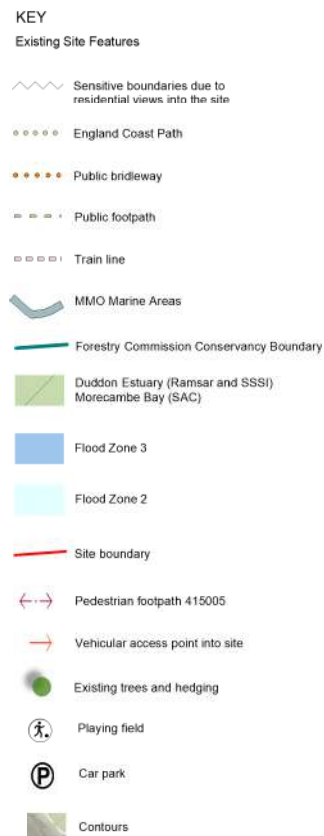 KEY
Existing Site Features
Sensitive boundaries due to
residential views into the site
England Coast Path
Public bridleway
Public footpath
Train line
MMO Marine Areas
Forestry Commission Conservancy Boundary
Duddon Estuary (Ramsar and SSSI)
Morecambe Bay (SAC)
Flood Zone 3
Flood Zone 2
Site boundary
Pedestrian footpath 415005
Vehicular access point into site
Existing trees and hedging
Playing field
P
Car park
Contours